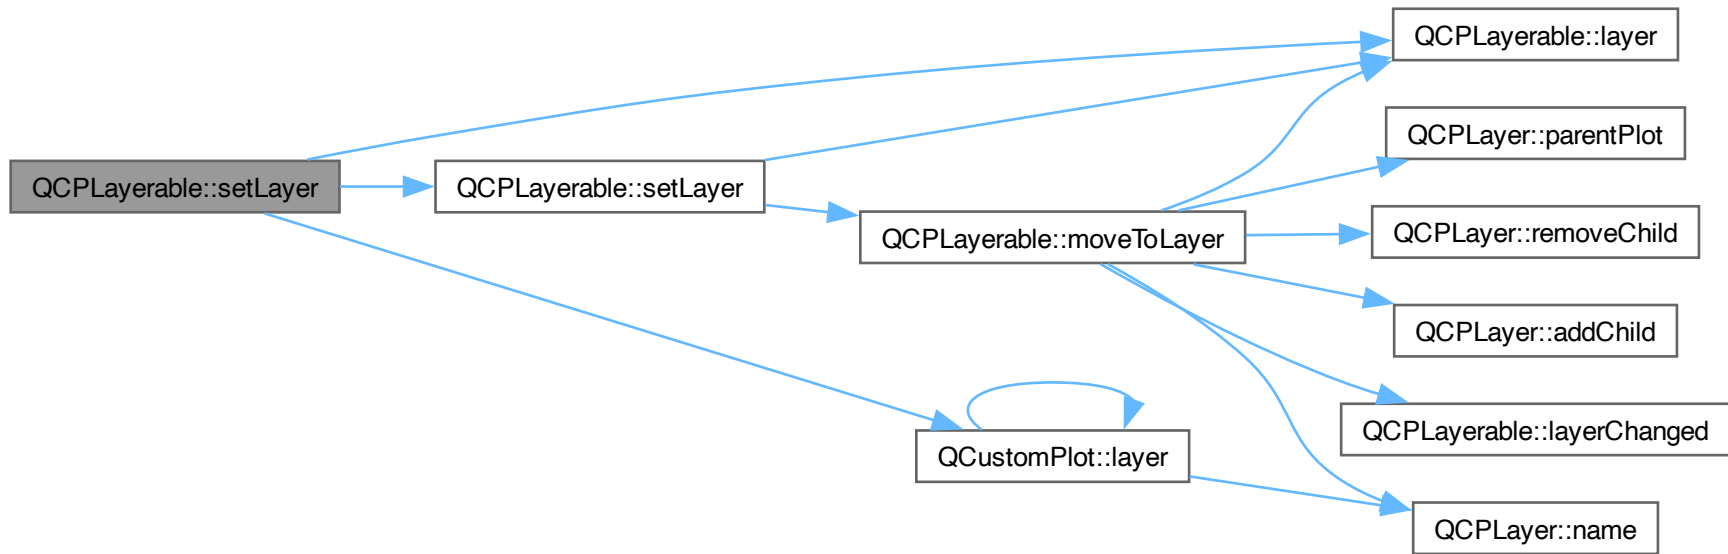 QCPLayerable::layer
QCPLayer::parentPlot
QCPLayerable::setLayer
QCPLayerable::setLayer
QCPLayerable::moveToLayer
QCPLayer::removeChild
QCPLayer::addChild
QCPLayerable::layerChanged
QCustomPlot::layer
QCPLayer::name